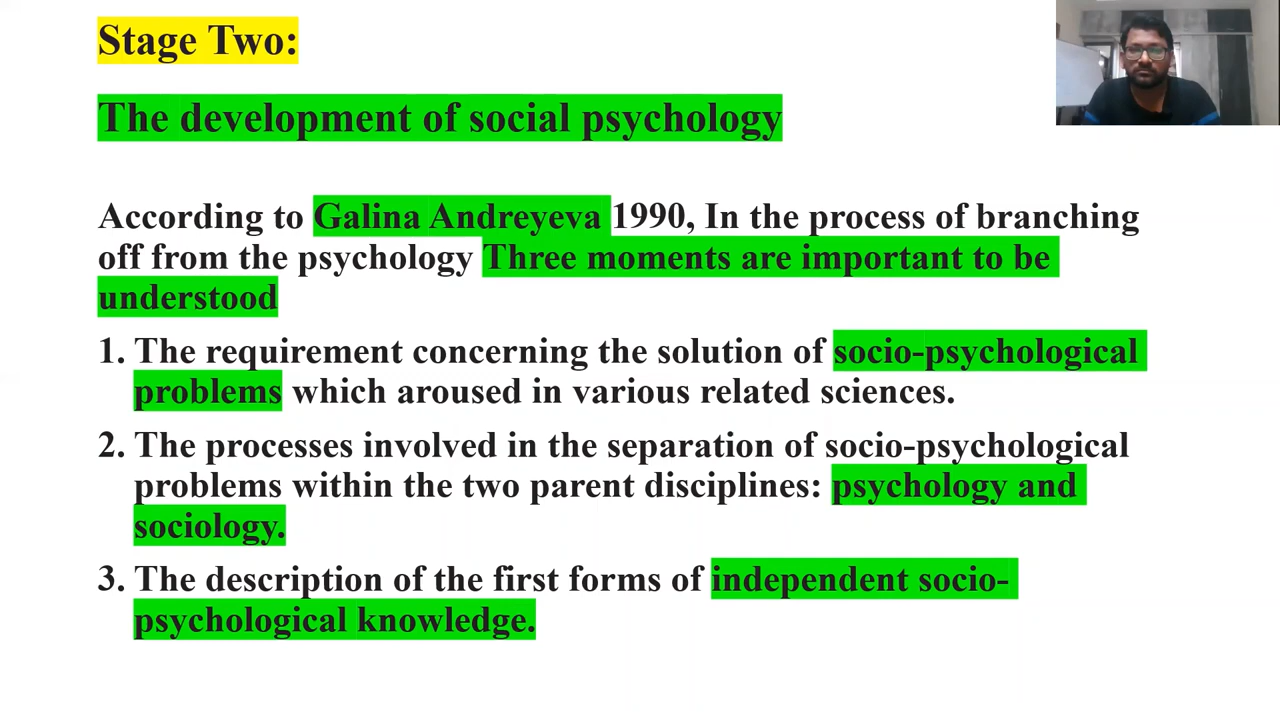 Stage Two:
The development of social psychology
According to Galina Andreyeva 1990, In the process of branching
off from the psychology Three moments are important to be
understood
1. The requirement concerning the solution of socio-psychological
problems which aroused in various related sciences.
2. The processes involved in the separation of socio-psychological
problems within the two parent disciplines: psychology and
sociology.
3. The description of the first forms of independent socio-
psychological knowledge.